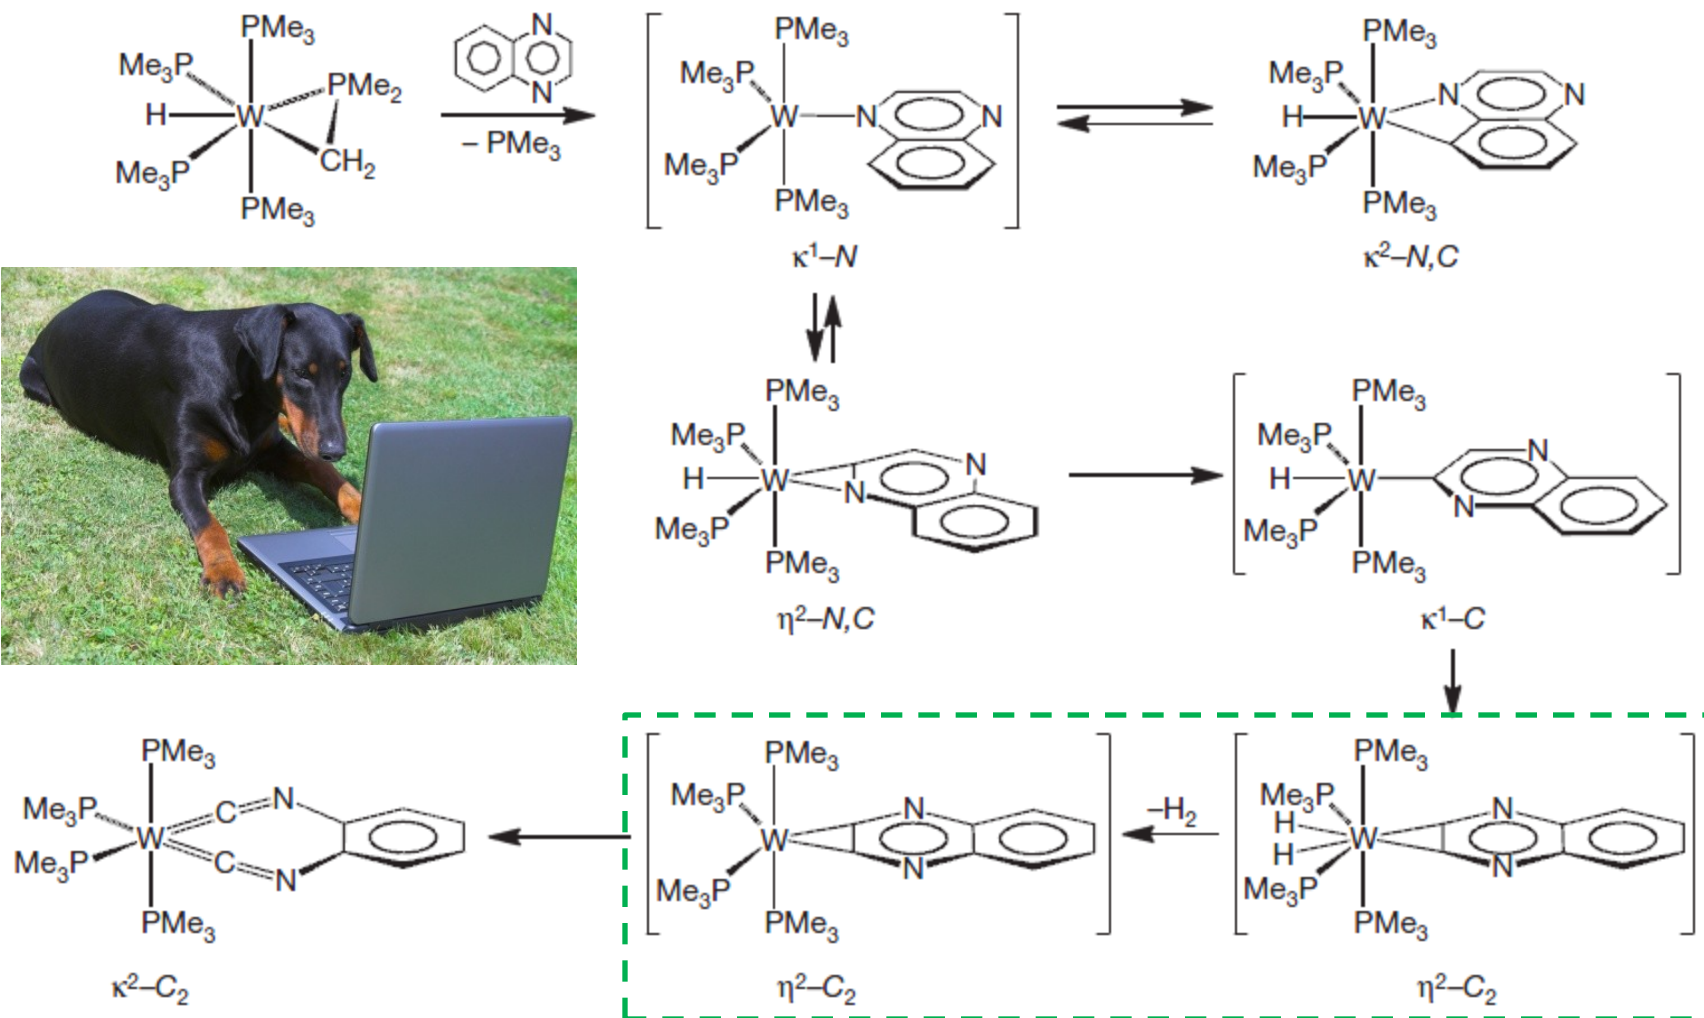 PMe₃
Me₃P
PMe₂
H W
CH₂
Me₃P
PMe₃
N
N
– PMe₃
PMe₃
Me₃P
W N N
Me₃P
PMe₃
κ¹–N
PMe₃
Me₃P
N N
H W
Me₃P
PMe₃
κ²–N,C
PMe₃
Me₃P
N
H W
N
Me₃P
PMe₃
η²–N,C
PMe₃
Me₃P
N
H W
N
Me₃P
PMe₃
κ¹–C
PMe₃
Me₃P
C N
W
C N
Me₃P
PMe₃
κ²–C₂
PMe₃
Me₃P
N
W
N
Me₃P
PMe₃
η²–C₂
–H₂
PMe₃
Me₃P
H
N
W
H
N
Me₃P
PMe₃
η²–C₂